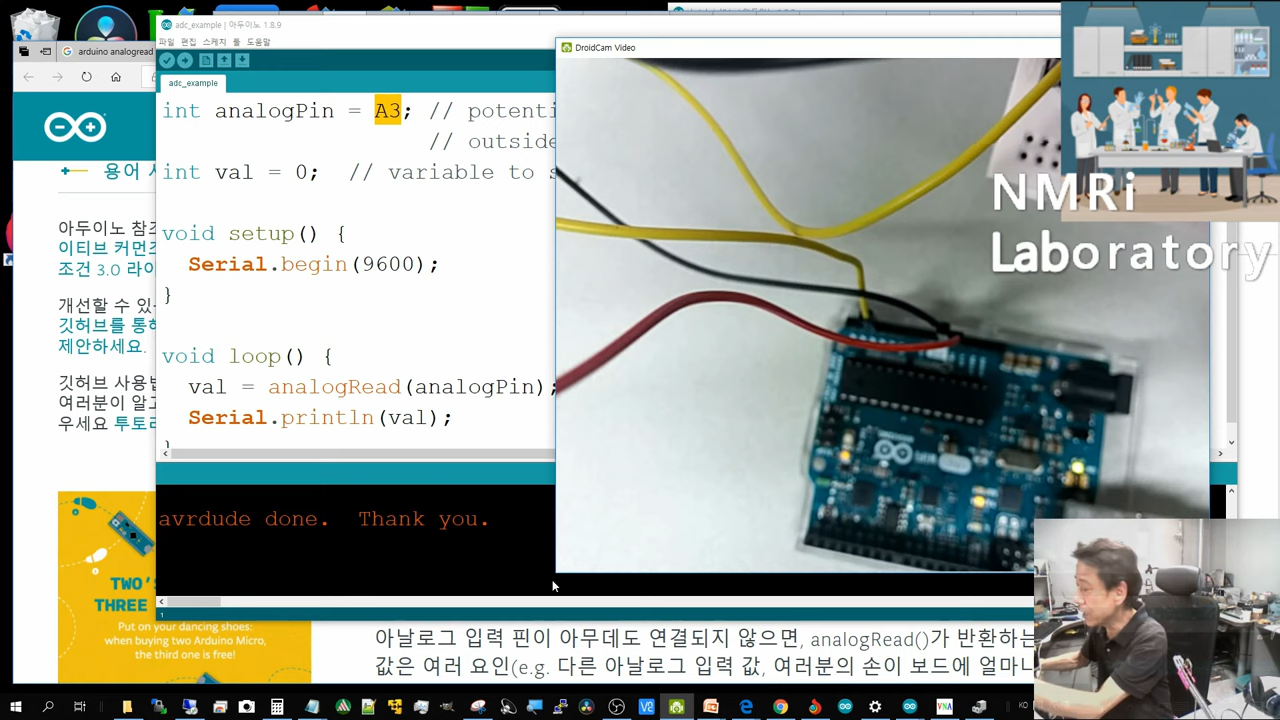 adc_example | 아두이노 1.8.9
파일 편집 스케치 툴 도움말
arduino analogread
adc_example
int analogPin = A3; // potenti
// outside
int val = 0; // variable to s
void setup() {
Serial.begin(9600);
}
void loop() {
val = analogRead(analogPin);
Serial.println(val);
}
avrdude done. Thank you.
1
DroidCam Video
NMRi
Laboratory
용어 사
아두이노 참조
이티브 커먼즈
조건 3.0 라이
개선할 수 있
깃허브를 통해
제안하세요.
깃허브 사용법
여러분이 알고
우세요 투토리
TWO'S
THREE
Put on your dancing shoes:
when buying two Arduino Micro,
the third one is free!
아날로그 입력 핀이 아무데도 연결되지 않으면, analogRead()가 반환하는
값은 여러 요인(e.g. 다른 아날로그 입력 값, 여러분의 손이 보드에 얼마나
VNA